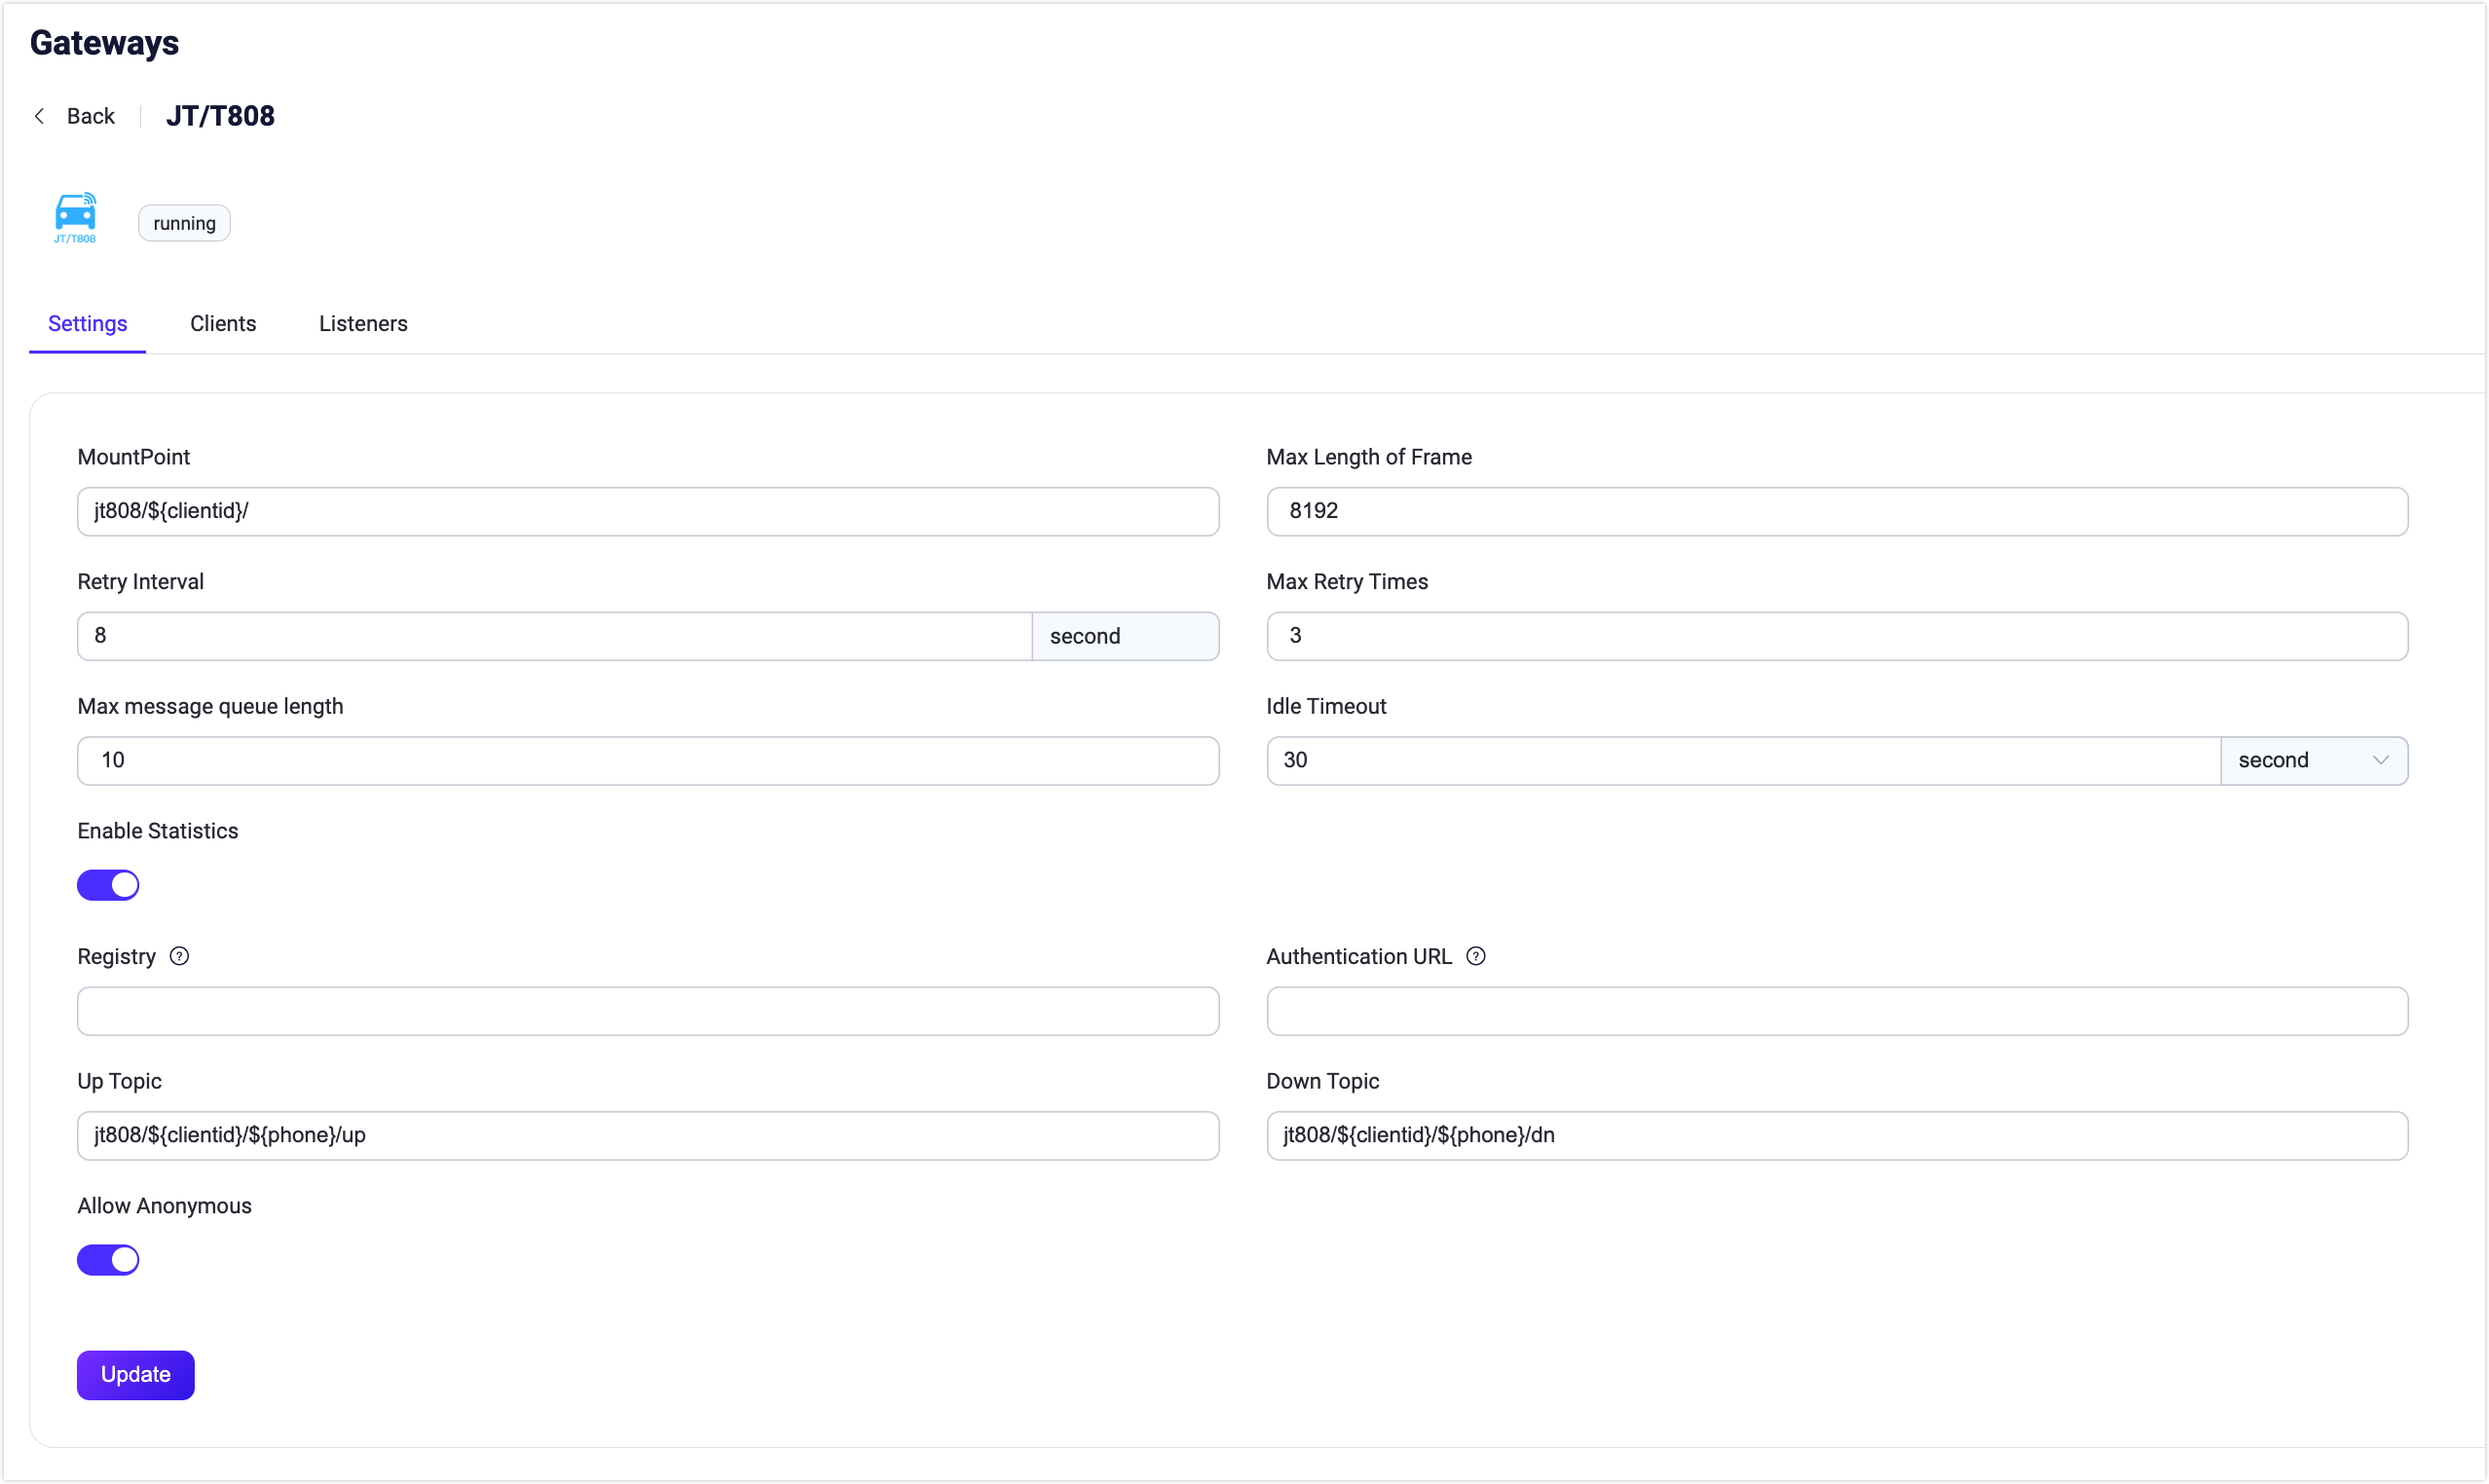 Gateways
Back JT/T808
JT/T808
running
Settings Clients Listeners
MountPoint Max Length of Frame
jt808/${clientid}/ 8192
Retry Interval Max Retry Times
8 second 3
Max message queue length Idle Timeout
10 30 second
Enable Statistics
Registry ? Authentication URL ?
Up Topic Down Topic
jt808/${clientid}/${phone}/up jt808/${clientid}/${phone}/dn
Allow Anonymous
Update